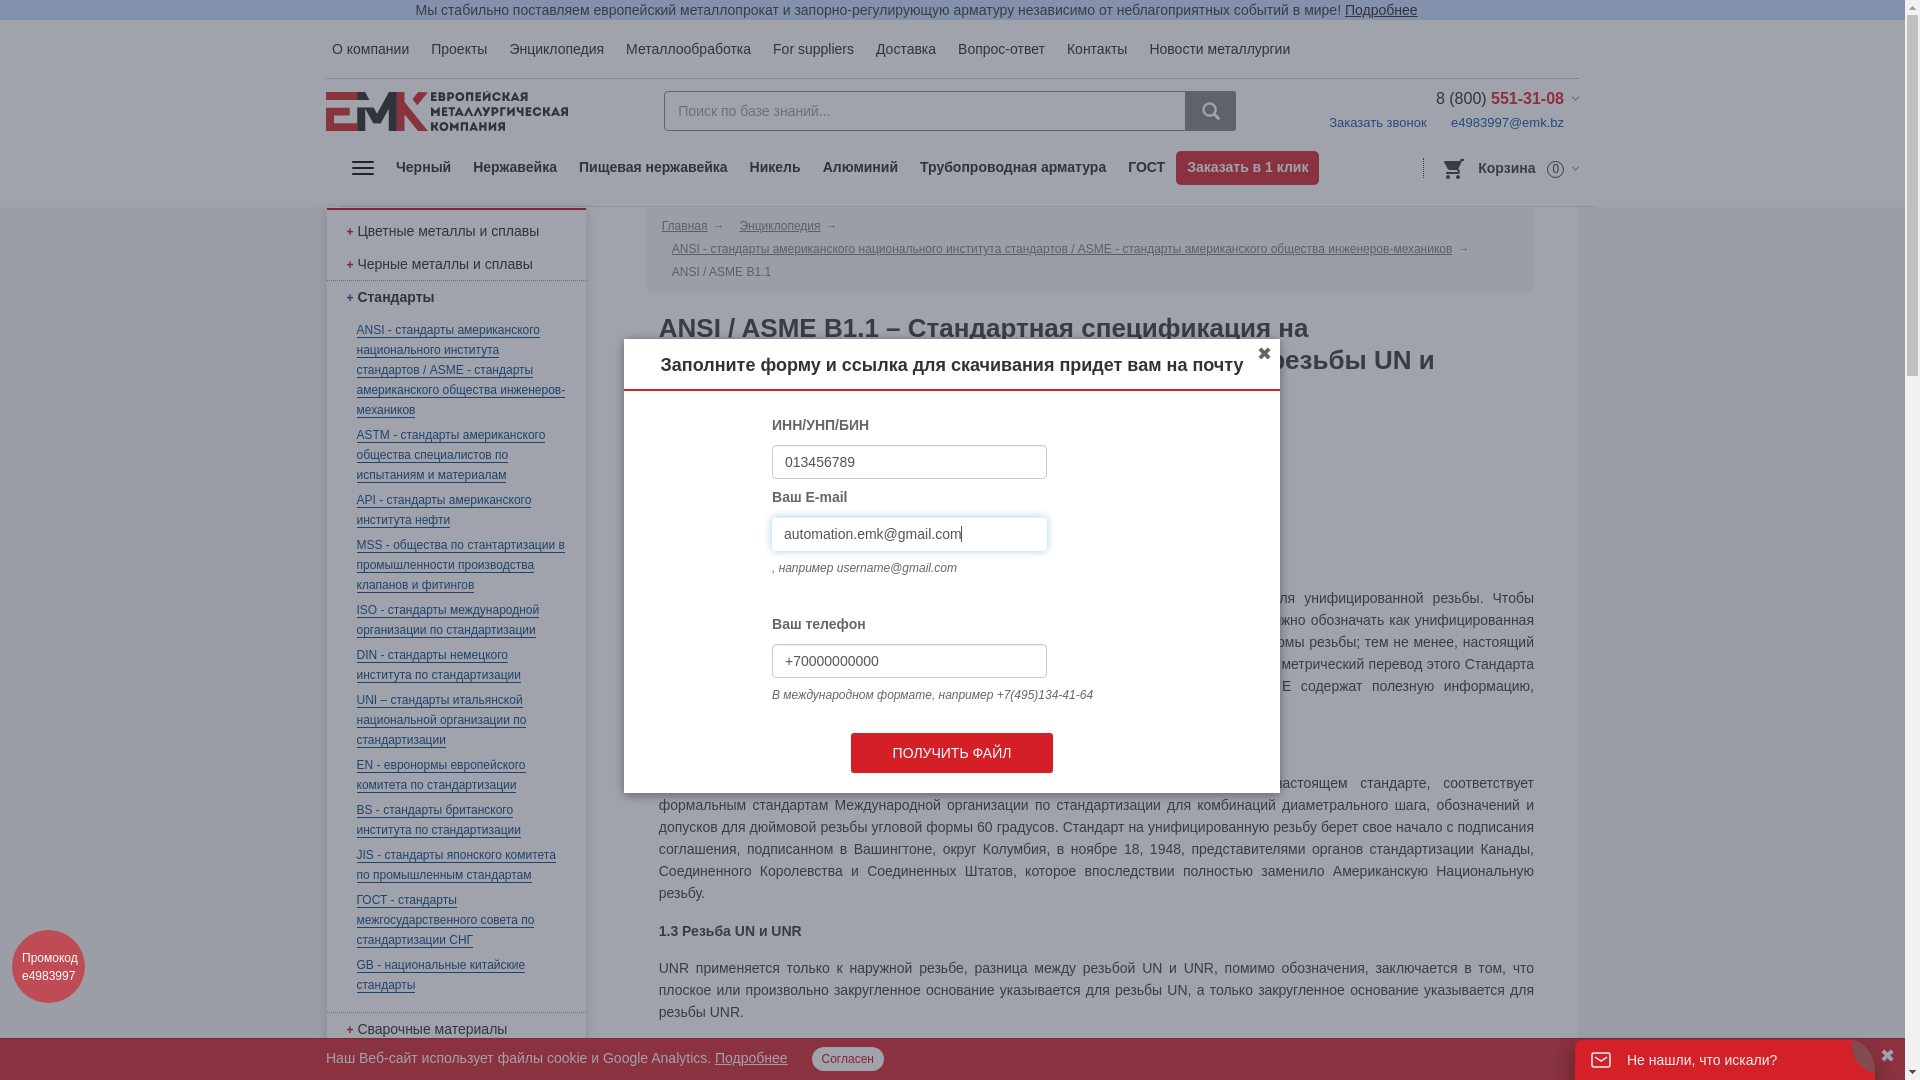 Мы стабильно поставляем европейский металлопрокат и запорно-регулирующую арматуру независимо от неблагоприятных событий в мире! Подробнее
О компании Проекты Энциклопедия Металлообработка For suppliers Доставка Вопрос-ответ Контакты Новости металлургии
ЕМК ЕВРОПЕЙСКАЯ
МЕТАЛЛУРГИЧЕСКАЯ
КОМПАНИЯ
Поиск по базе знаний...
8 (800) 551-31-08
Заказать звонок e4983997@emk.bz
Черный Нержавейка Пищевая нержавейка Никель Алюминий Трубопроводная арматура ГОСТ Заказать в 1 клик
Корзина 0
+ Цветные металлы и сплавы
+ Черные металлы и сплавы
+ Стандарты
ANSI - стандарты американского
национального института
стандартов / ASME - стандарты
американского общества инженеров-
механиков
ASTM - стандарты американского
общества специалистов по
испытаниям и материалам
API - стандарты американского
института нефти
MSS - общества по стантартизации в
промышленности производства
клапанов и фитингов
ISO - стандарты международной
организации по стандартизации
DIN - стандарты немецкого
института по стандартизации
UNI – стандарты итальянской
национальной организации по
стандартизации
EN - евронормы европейского
комитета по стандартизации
BS - стандарты британского
института по стандартизации
JIS - стандарты японского комитета
по промышленным стандартам
ГОСТ - стандарты
межгосударственного совета по
стандартизации СНГ
GB - национальные китайские
стандарты
+ Сварочные материалы
Главная → Энциклопедия →
ANSI - стандарты американского национального института стандартов / ASME - стандарты американского общества инженеров-механиков →
ANSI / ASME B1.1
ANSI / ASME B1.1 – Стандартная спецификация на
резьбы UN и
Заполните форму и ссылка для скачивания придет вам на почту
✖
ИНН/УНП/БИН
013456789
Ваш E-mail
automation.emk@gmail.com
, например username@gmail.com
Ваш телефон
+70000000000
В международном формате, например +7(495)134-41-64
ПОЛУЧИТЬ ФАЙЛ
унифицированной резьбы. Чтобы
обозначать как унифицированная
резьбы; тем не менее, настоящий
метрический перевод этого Стандарта
E содержат полезную информацию,
настоящем стандарте, соответствует
формальным стандартам Международной организации по стандартизации для комбинаций диаметрального шага, обозначений и
допусков для дюймовой резьбы угловой формы 60 градусов. Стандарт на унифицированную резьбу берет свое начало с подписания
соглашения, подписанном в Вашингтоне, округ Колумбия, в ноябре 18, 1948, представителями органов стандартизации Канады,
Соединенного Королевства и Соединенных Штатов, которое впоследствии полностью заменило Американскую Национальную
резьбу.
1.3 Резьба UN и UNR
UNR применяется только к наружной резьбе, разница между резьбой UN и UNR, помимо обозначения, заключается в том, что
плоское или произвольно закругленное основание указывается для резьбы UN, а только закругленное основание указывается для
резьбы UNR.
Промокод
e4983997
Наш Веб-сайт использует файлы cookie и Google Analytics. Подробнее Согласен
Не нашли, что искали?
✖